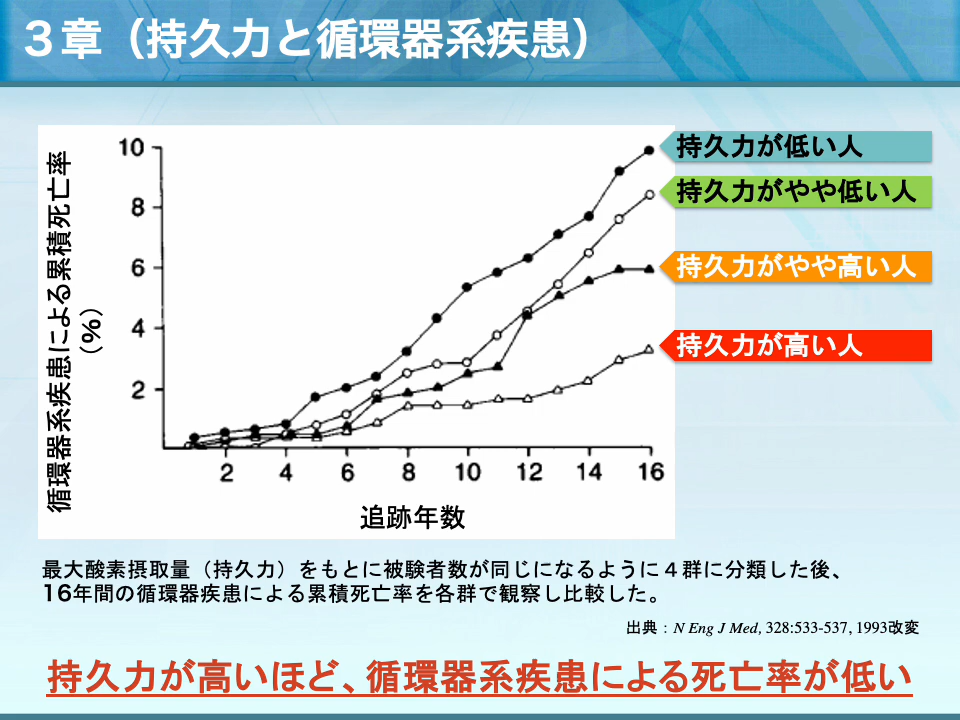 ３章（持久力と循環器系疾患）
循環器系疾患による累積死亡率
（％）
10
8
6
4
2
2 4 6 8 10 12 14 16
追跡年数
持久力が低い人
持久力がやや低い人
持久力がやや高い人
持久力が高い人
最大酸素摂取量（持久力）をもとに被験者数が同じになるように４群に分類した後、
16年間の循環器疾患による累積死亡率を各群で観察し比較した。
出典：N Eng J Med, 328:533-537, 1993改変
持久力が高いほど、循環器系疾患による死亡率が低い